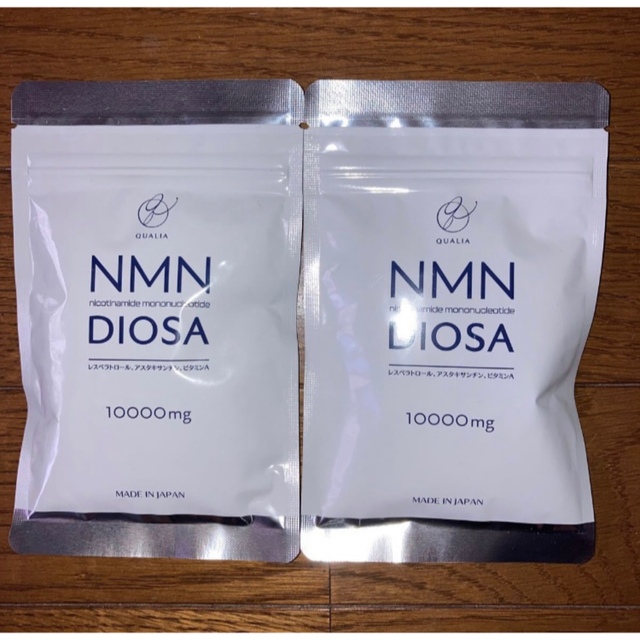 QUALIA
NMN
nicotinamide mononucleotide
DIOSA
レスベラトロール、アスタキサンチン、ビタミンA
10000mg
MADE IN JAPAN
QUALIA
NMN
nicotinamide mononucleotide
DIOSA
レスベラトロール、アスタキサンチン、ビタミンA
10000mg
MADE IN JAPAN